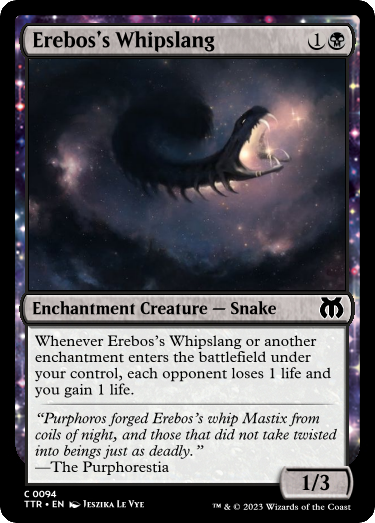 Erebos's Whipslang 1
Enchantment Creature — Snake
Whenever Erebos's Whipslang or another
enchantment enters the battlefield under
your control, each opponent loses 1 life and
you gain 1 life.
"Purphoros forged Erebos's whip Mastix from
coils of night, and those that did not take twisted
into beings just as deadly."
—The Purphorestia
1/3
C 0094
TTR • EN Jeszika Le Vye
™ & © 2023 Wizards of the Coast